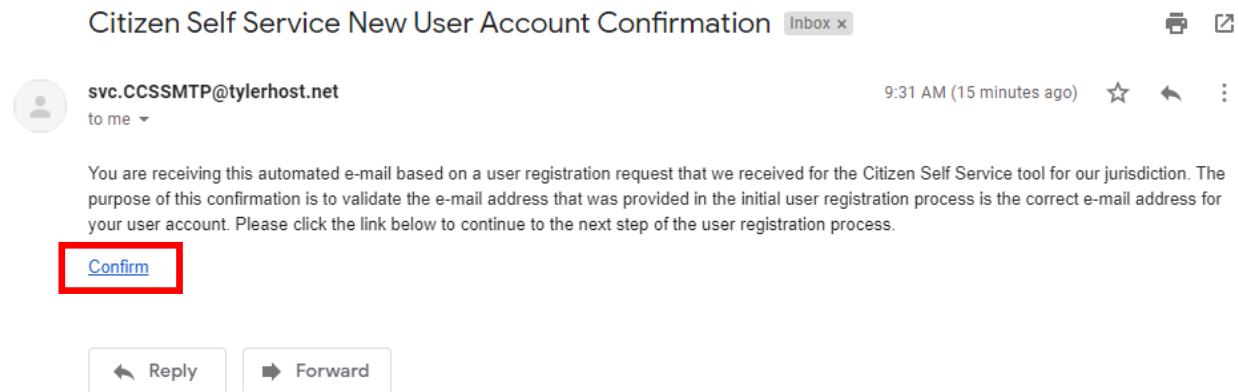 Citizen Self Service New User Account Confirmation Inbox x
svc.CCSSMTP@tylerhost.net 9:31 AM (15 minutes ago)
to me
You are receiving this automated e-mail based on a user registration request that we received for the Citizen Self Service tool for our jurisdiction. The
purpose of this confirmation is to validate the e-mail address that was provided in the initial user registration process is the correct e-mail address for
your user account. Please click the link below to continue to the next step of the user registration process.
Confirm
Reply Forward